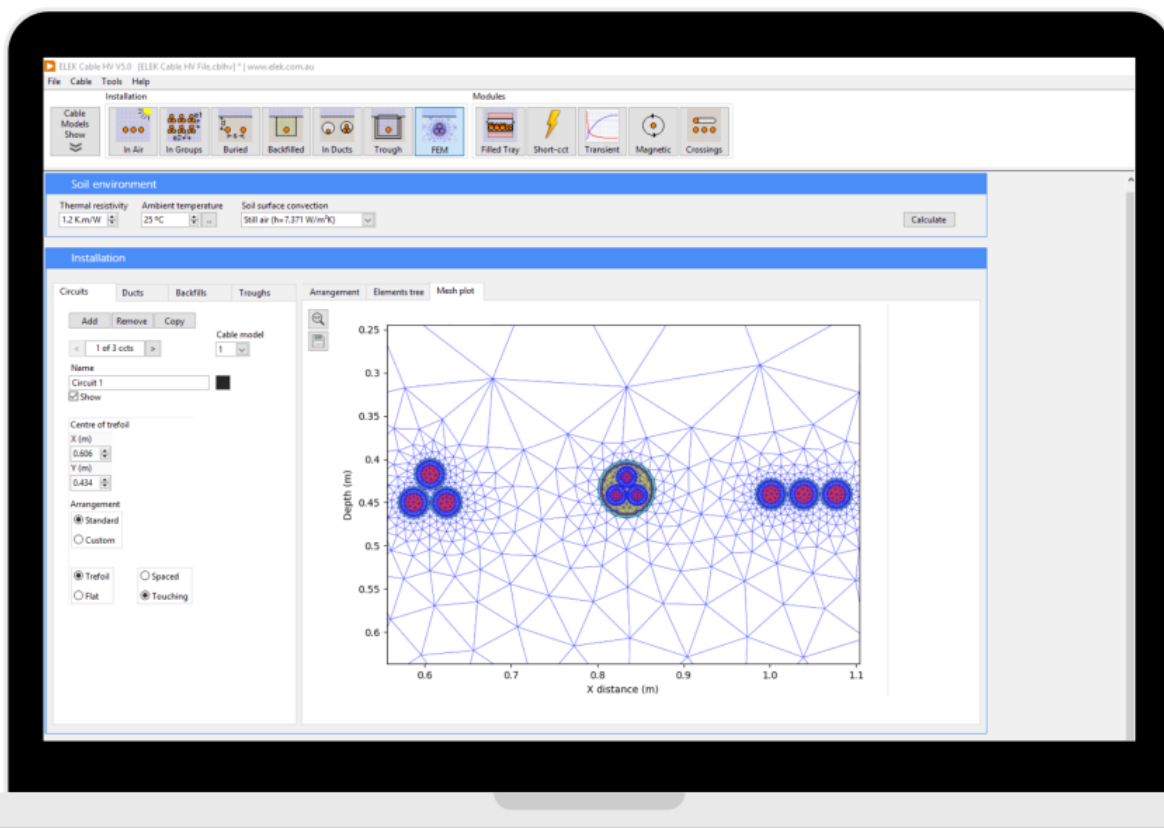 ELEK Cable HV V5.0 [ELEK Cable HV File.cblhv] * | www.elek.com.au
File Cable Tools Help
Installation Modules
Cable Models Show
In Air In Groups Buried Backfilled In Ducts Trough FEM Filled Tray Short-cct Transient Magnetic Crossings
Soil environment
Thermal resistivity Ambient temperature Soil surface convection
1.2 K.m/W 25 ºC .. Still air (h=7.371 W/m²K) Calculate
Installation
Circuits Ducts Backfills Troughs
Arrangement Elements tree Mesh plot
Add Remove Copy
Cable model
< 1 of 3 ccts > 1
Name
Circuit 1
Show
Centre of trefoil
X (m)
0.606
Y (m)
0.434
Arrangement
Standard
Custom
Trefoil Spaced
Flat Touching
Depth (m)
0.25
0.3
0.35
0.4
0.45
0.5
0.55
0.6
0.6 0.7 0.8 0.9 1.0 1.1
X distance (m)